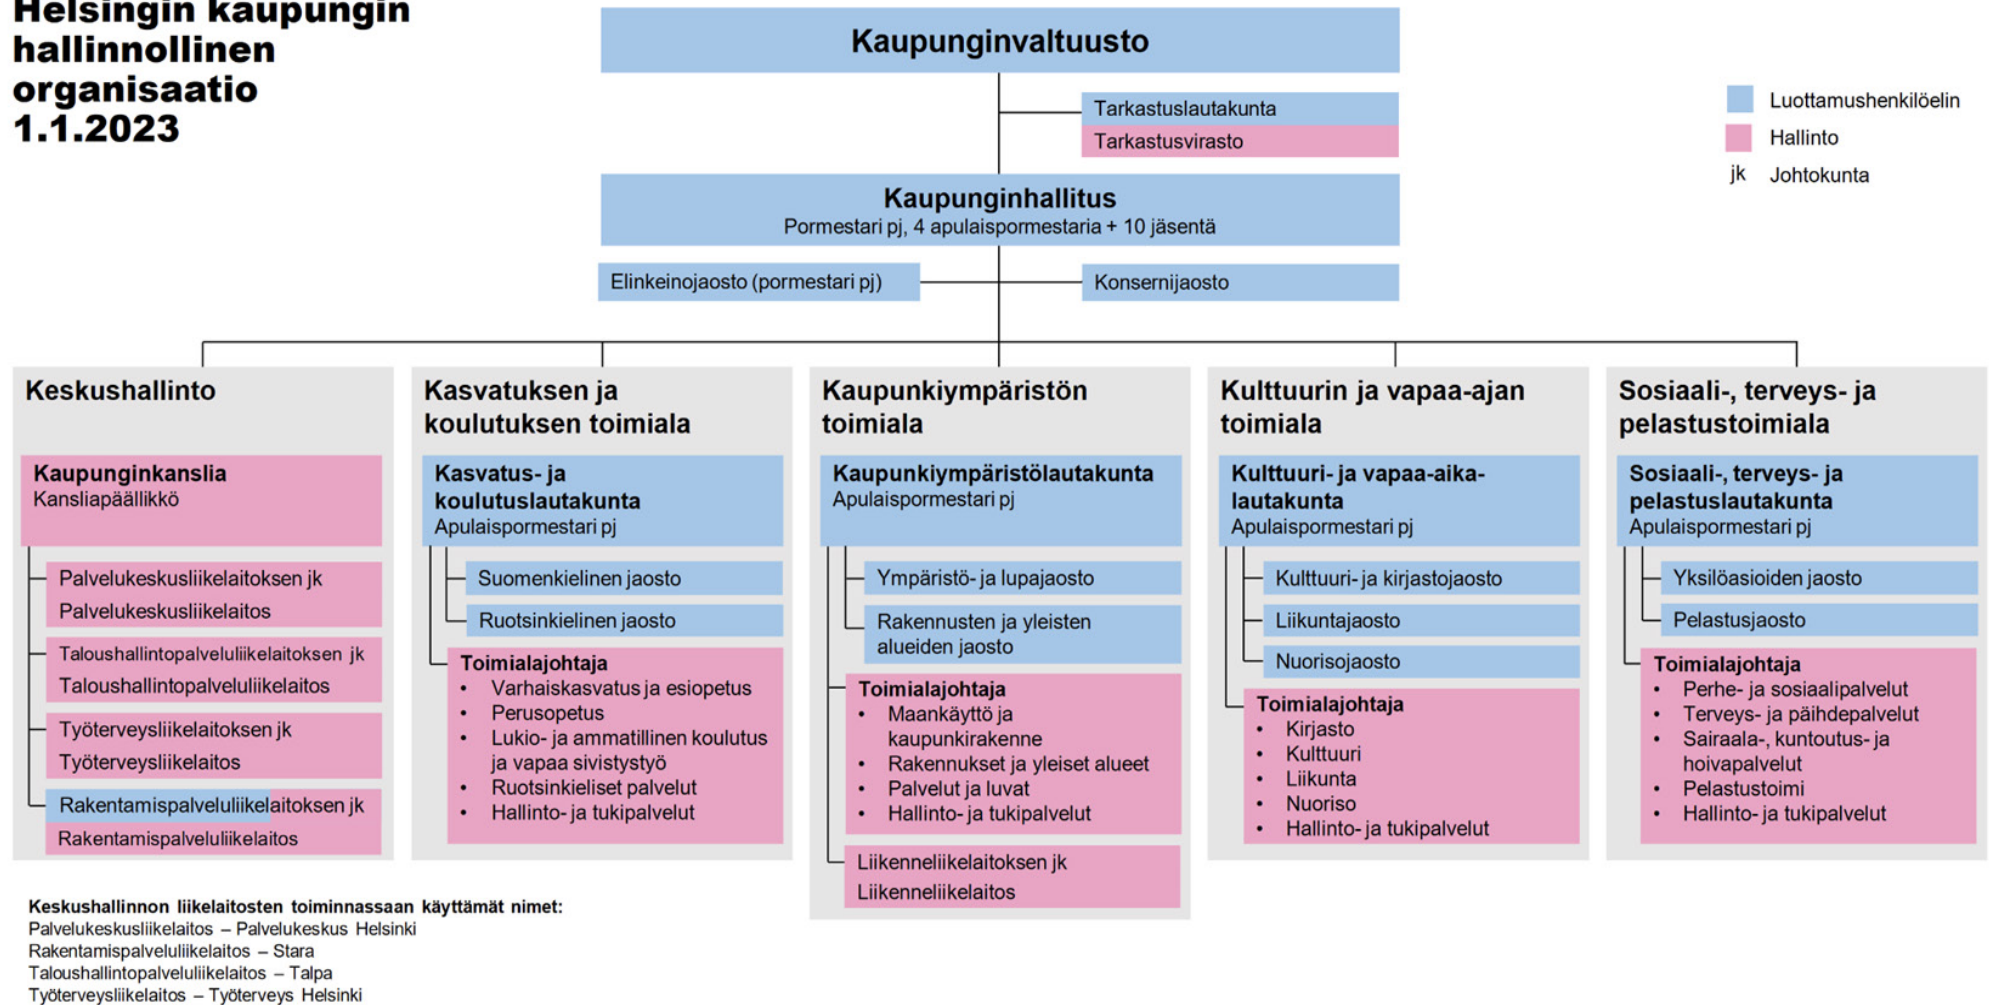 Helsingin kaupungin
hallinnollinen
organisaatio
1.1.2023
Kaupunginvaltuusto
Tarkastuslautakunta
Tarkastusvirasto
Luottamushenkilöelin
Hallinto
jk Johtokunta
Kaupunginhallitus
Pormestari pj, 4 apulaispormestaria + 10 jäsentä
Elinkeinojaosto (pormestari pj)
Konsernijaosto
Keskushallinto
Kaupunginkanslia
Kansliapäällikkö
Palvelukeskusliikelaitoksen jk
Palvelukeskusliikelaitos
Taloushallintopalveluliikelaitoksen jk
Taloushallintopalveluliikelaitos
Työterveysliikelaitoksen jk
Työterveysliikelaitos
Rakentamispalveluliikelaitoksen jk
Rakentamispalveluliikelaitos
Kasvatuksen ja
koulutuksen toimiala
Kasvatus- ja
koulutuslautakunta
Apulaispormestari pj
Suomenkielinen jaosto
Ruotsinkielinen jaosto
Toimialajohtaja
• Varhaiskasvatus ja esiopetus
• Perusopetus
• Lukio- ja ammatillinen koulutus
ja vapaa sivistystyö
• Ruotsinkieliset palvelut
• Hallinto- ja tukipalvelut
Kaupunkiympäristön
toimiala
Kaupunkiympäristölautakunta
Apulaispormestari pj
Ympäristö- ja lupajaosto
Rakennusten ja yleisten
alueiden jaosto
Toimialajohtaja
• Maankäyttö ja
kaupunkirakenne
• Rakennukset ja yleiset alueet
• Palvelut ja luvat
• Hallinto- ja tukipalvelut
Liikenneliikelaitoksen jk
Liikenneliikelaitos
Kulttuurin ja vapaa-ajan
toimiala
Kulttuuri- ja vapaa-aika-
lautakunta
Apulaispormestari pj
Kulttuuri- ja kirjastojaosto
Liikuntajaosto
Nuorisojaosto
Toimialajohtaja
• Kirjasto
• Kulttuuri
• Liikunta
• Nuoriso
• Hallinto- ja tukipalvelut
Sosiaali-, terveys- ja
pelastustoimiala
Sosiaali-, terveys- ja
pelastuslautakunta
Apulaispormestari pj
Yksilöasioiden jaosto
Pelastusjaosto
Toimialajohtaja
• Perhe- ja sosiaalipalvelut
• Terveys- ja päihdepalvelut
• Sairaala-, kuntoutus- ja
hoivapalvelut
• Pelastustoimi
• Hallinto- ja tukipalvelut
Keskushallinnon liikelaitosten toiminnassaan käyttämät nimet:
Palvelukeskusliikelaitos – Palvelukeskus Helsinki
Rakentamispalveluliikelaitos – Stara
Taloushallintopalveluliikelaitos – Talpa
Työterveysliikelaitos – Työterveys Helsinki